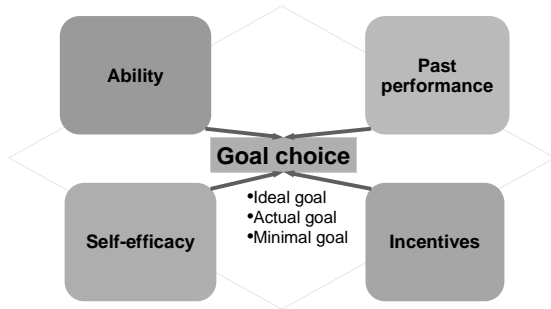 Ability
Past
performance
Goal choice
•Ideal goal
•Actual goal
•Minimal goal
Self-efficacy
Incentives